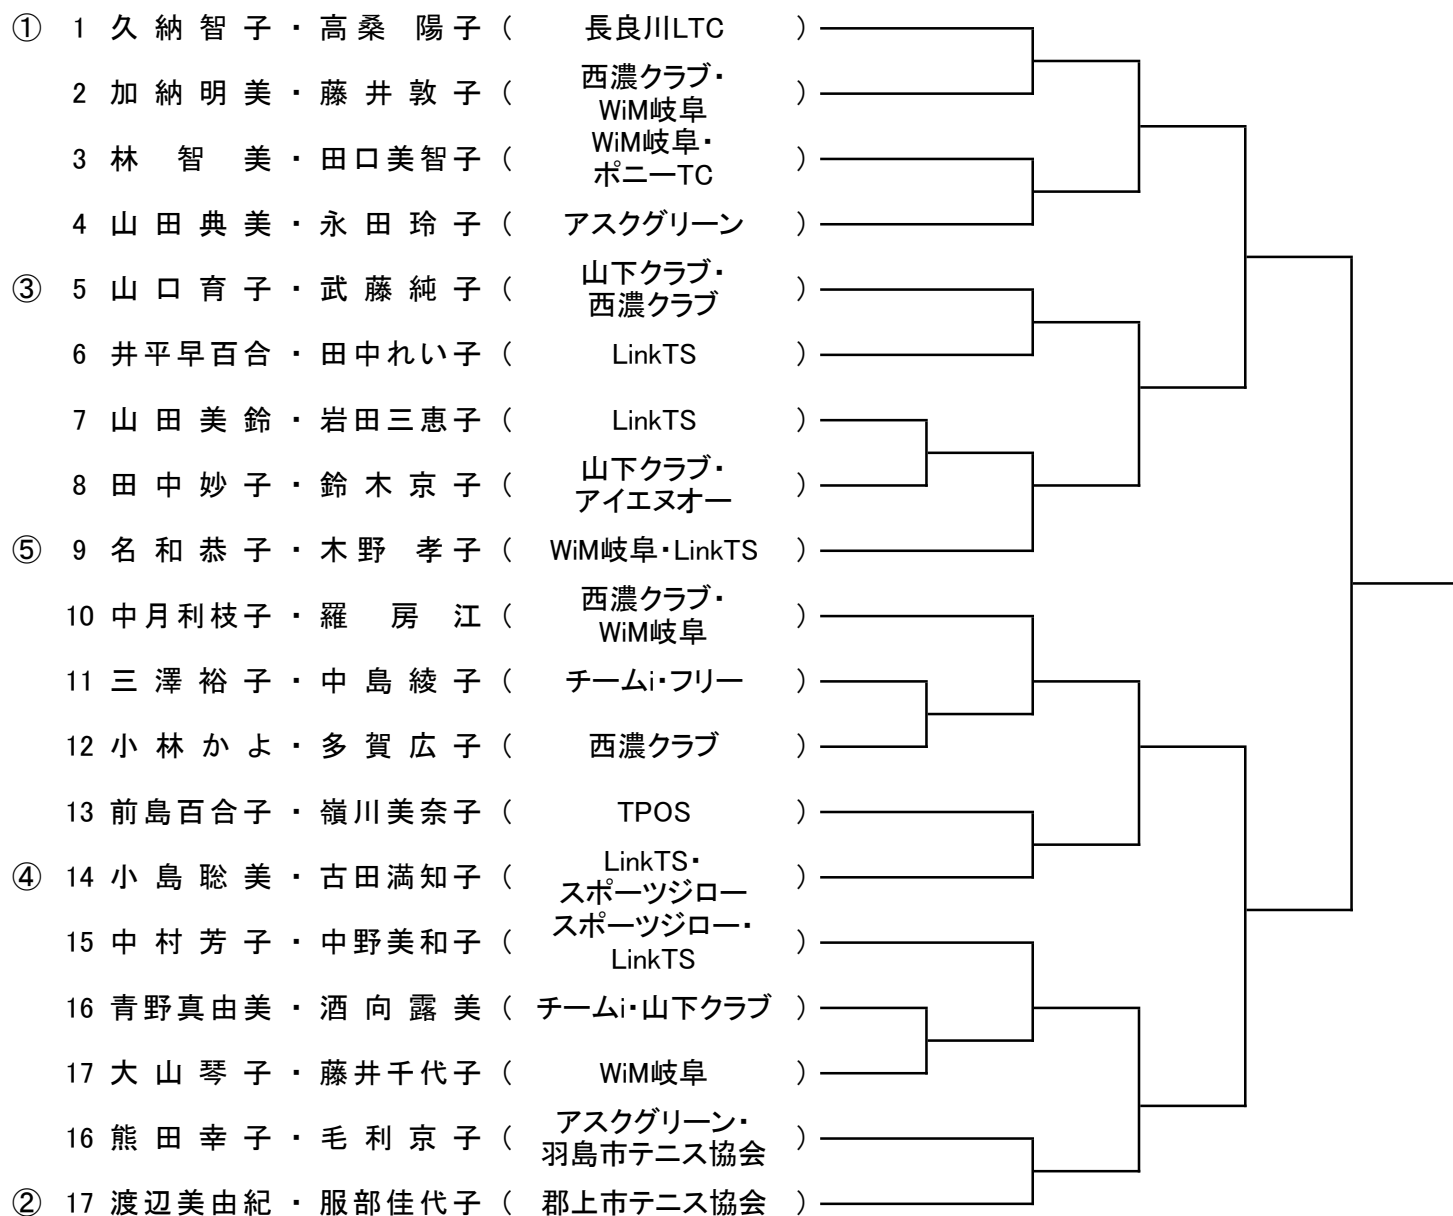 ① 1 久納智子・高桑 陽子 ( 長良川LTC )
2 加納明美・藤井敦子 ( 西濃クラブ・
WiM岐阜 )
3 林 智 美・田口美智子 ( WiM岐阜・
ポニーTC )
4 山田典美・永田玲子 ( アスクグリーン )
③ 5 山口育子・武藤純子 ( 山下クラブ・
西濃クラブ )
6 井平早百合・田中れい子 ( LinkTS )
7 山田美鈴・岩田三恵子 ( LinkTS )
8 田中妙子・鈴木京子 ( 山下クラブ・
アイエヌオー )
⑤ 9 名和恭子・木野 孝子 ( WiM岐阜・LinkTS )
10 中月利枝子・羅 房 江 ( 西濃クラブ・
WiM岐阜 )
11 三澤裕子・中島綾子 ( チームi・フリー )
12 小林かよ・多賀広子 ( 西濃クラブ )
13 前島百合子・嶺川美奈子 ( TPOS )
④ 14 小島聡美・古田満知子 ( LinkTS・
スポーツジロー )
15 中村芳子・中野美和子 ( スポーツジロー・
LinkTS )
16 青野真由美・酒向露美 ( チームi・山下クラブ )
17 大山琴子・藤井千代子 ( WiM岐阜 )
16 熊田幸子・毛利京子 ( アスクグリーン・
羽島市テニス協会 )
② 17 渡辺美由紀・服部佳代子 ( 郡上市テニス協会 )